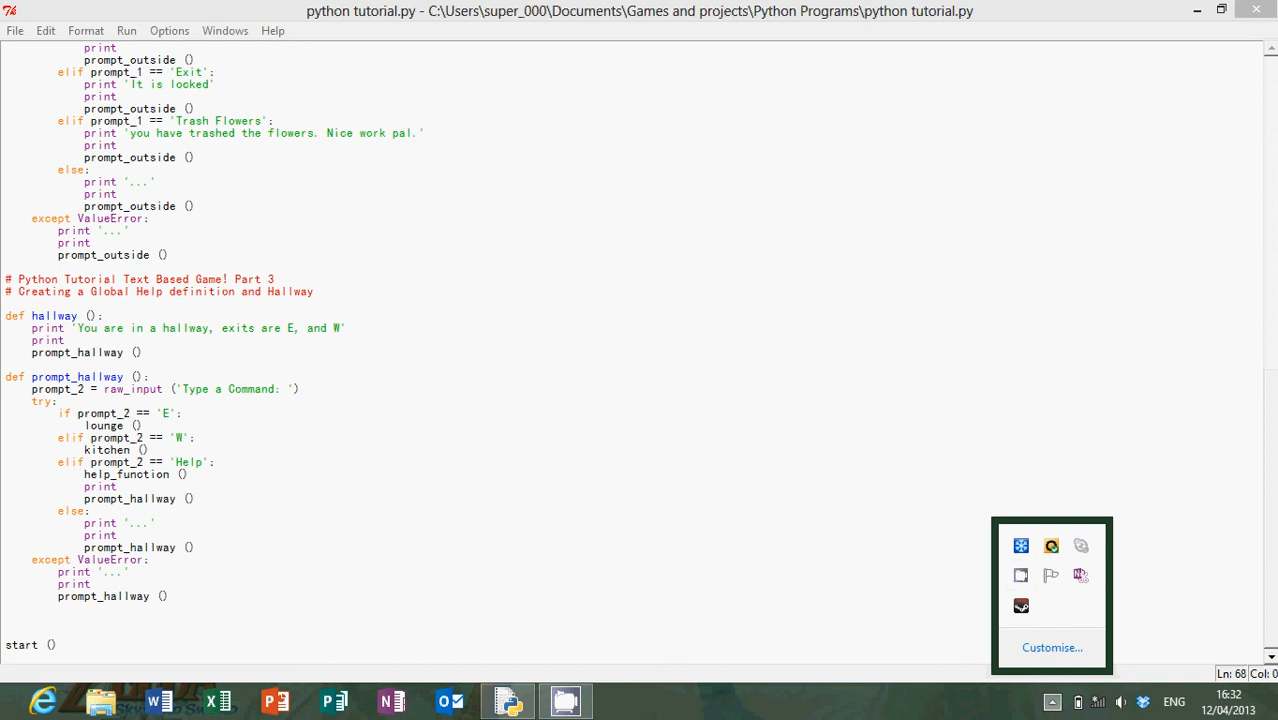 python tutorial.py - C:\Users\super_000\Documents\Games and projects\Python Programs\python tutorial.py
File Edit Format Run Options Windows Help
print
prompt_outside ()
elif prompt_1 == 'Exit':
print 'It is locked'
print
prompt_outside ()
elif prompt_1 == 'Trash Flowers':
print 'you have trashed the flowers. Nice work pal.'
print
prompt_outside ()
else:
print '...'
print
prompt_outside ()
except ValueError:
print '...'
print
prompt_outside ()
# Python Tutorial Text Based Game! Part 3
# Creating a Global Help definition and Hallway
def hallway ():
print 'You are in a hallway, exits are E, and W'
print
prompt_hallway ()
def prompt_hallway ():
prompt_2 = raw_input ('Type a Command: ')
try:
if prompt_2 == 'E':
lounge ()
elif prompt_2 == 'W':
kitchen ()
elif prompt_2 == 'Help':
help_function ()
print
prompt_hallway ()
else:
print '...'
print
prompt_hallway ()
except ValueError:
print '...'
print
prompt_hallway ()
start ()
Customise...
Ln: 68 Col: 0
ENG
16:32
12/04/2013